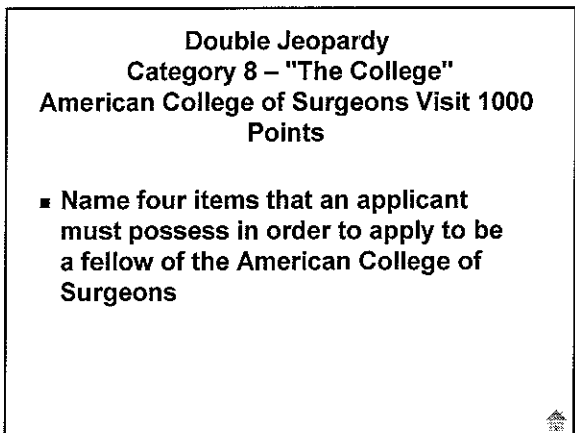 Double Jeopardy
Category 8 – "The College"
American College of Surgeons Visit 1000
Points
■ Name four items that an applicant
must possess in order to apply to be
a fellow of the American College of
Surgeons